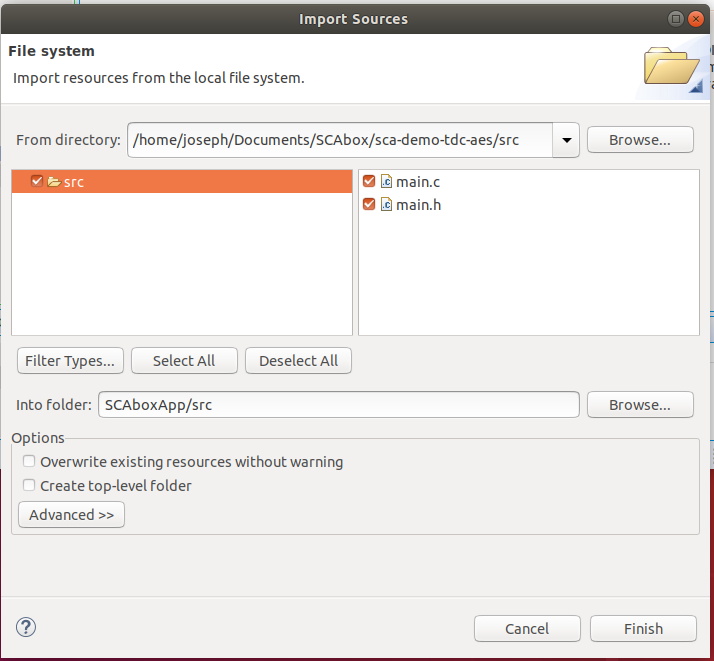 Import Sources
File system
Import resources from the local file system.
From directory: /home/joseph/Documents/SCAbox/sca-demo-tdc-aes/src Browse...
src
main.c
main.h
Filter Types... Select All Deselect All
Into folder: SCAboxApp/src Browse...
Options
Overwrite existing resources without warning
Create top-level folder
Advanced >>
? Cancel Finish